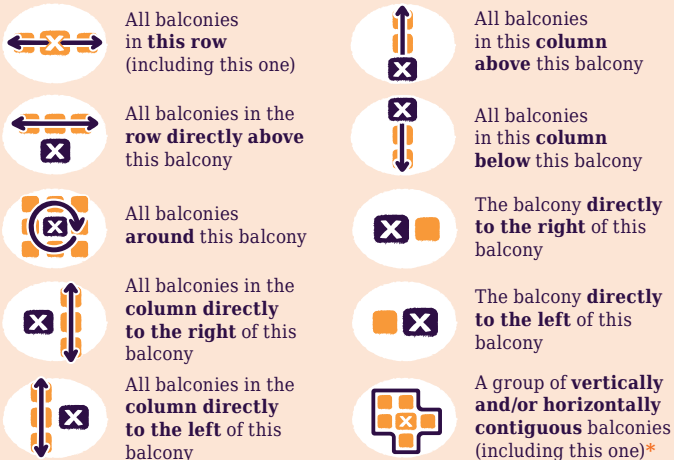 All balconies
in this row
(including this one)
All balconies in the
row directly above
this balcony
All balconies
around this balcony
All balconies in the
column directly
to the right of this
balcony
All balconies in the
column directly
to the left of this
balcony
All balconies
in this column
above this balcony
All balconies
in this column
below this balcony
The balcony directly
to the right of this
balcony
The balcony directly
to the left of this
balcony
A group of vertically
and/or horizontally
contiguous balconies
(including this one)*